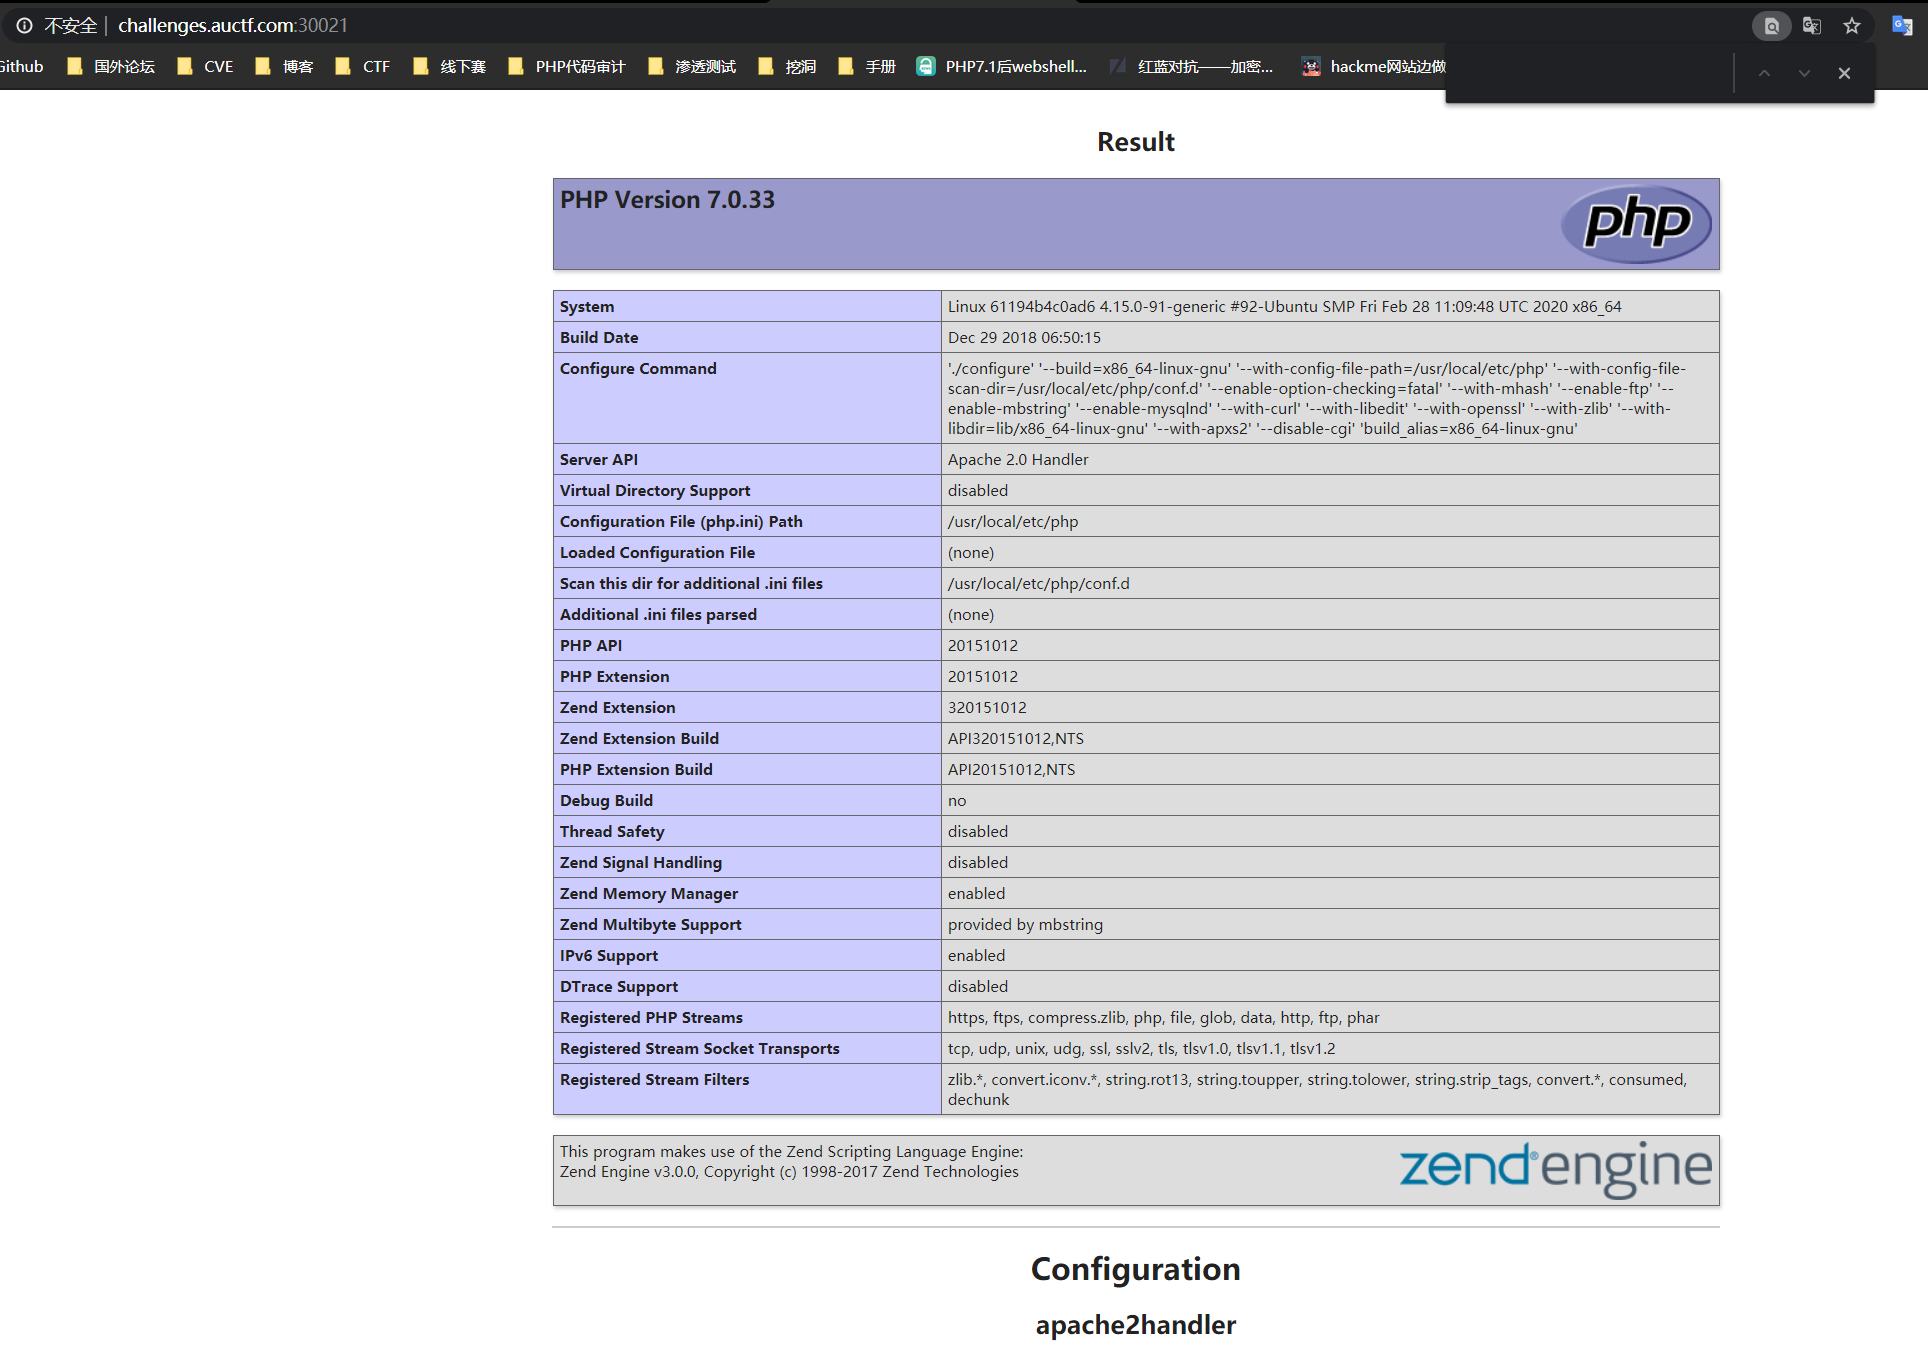 不安全 challenges.auctf.com:30021
Github 国外论坛 CVE 博客 CTF 线下赛 PHP代码审计 渗透测试 挖洞 手册 PHP7.1后webshell... 红蓝对抗——加密... hackme网站边做
Result
PHP Version 7.0.33
php
System Linux 61194b4c0ad6 4.15.0-91-generic #92-Ubuntu SMP Fri Feb 28 11:09:48 UTC 2020 x86_64
Build Date Dec 29 2018 06:50:15
Configure Command './configure' '--build=x86_64-linux-gnu' '--with-config-file-path=/usr/local/etc/php' '--with-config-file-
scan-dir=/usr/local/etc/php/conf.d' '--enable-option-checking=fatal' '--with-mhash' '--enable-ftp' '--
enable-mbstring' '--enable-mysqlnd' '--with-curl' '--with-libedit' '--with-openssl' '--with-zlib' '--with-
libdir=lib/x86_64-linux-gnu' '--with-apxs2' '--disable-cgi' 'build_alias=x86_64-linux-gnu'
Server API Apache 2.0 Handler
Virtual Directory Support disabled
Configuration File (php.ini) Path /usr/local/etc/php
Loaded Configuration File (none)
Scan this dir for additional .ini files /usr/local/etc/php/conf.d
Additional .ini files parsed (none)
PHP API 20151012
PHP Extension 20151012
Zend Extension 320151012
Zend Extension Build API320151012,NTS
PHP Extension Build API20151012,NTS
Debug Build no
Thread Safety disabled
Zend Signal Handling disabled
Zend Memory Manager enabled
Zend Multibyte Support provided by mbstring
IPv6 Support enabled
DTrace Support disabled
Registered PHP Streams https, ftps, compress.zlib, php, file, glob, data, http, ftp, phar
Registered Stream Socket Transports tcp, udp, unix, udg, ssl, sslv2, tls, tlsv1.0, tlsv1.1, tlsv1.2
Registered Stream Filters zlib.*, convert.iconv.*, string.rot13, string.toupper, string.tolower, string.strip_tags, convert.*, consumed,
dechunk
This program makes use of the Zend Scripting Language Engine:
Zend Engine v3.0.0, Copyright (c) 1998-2017 Zend Technologies
zend® engine
Configuration
apache2handler